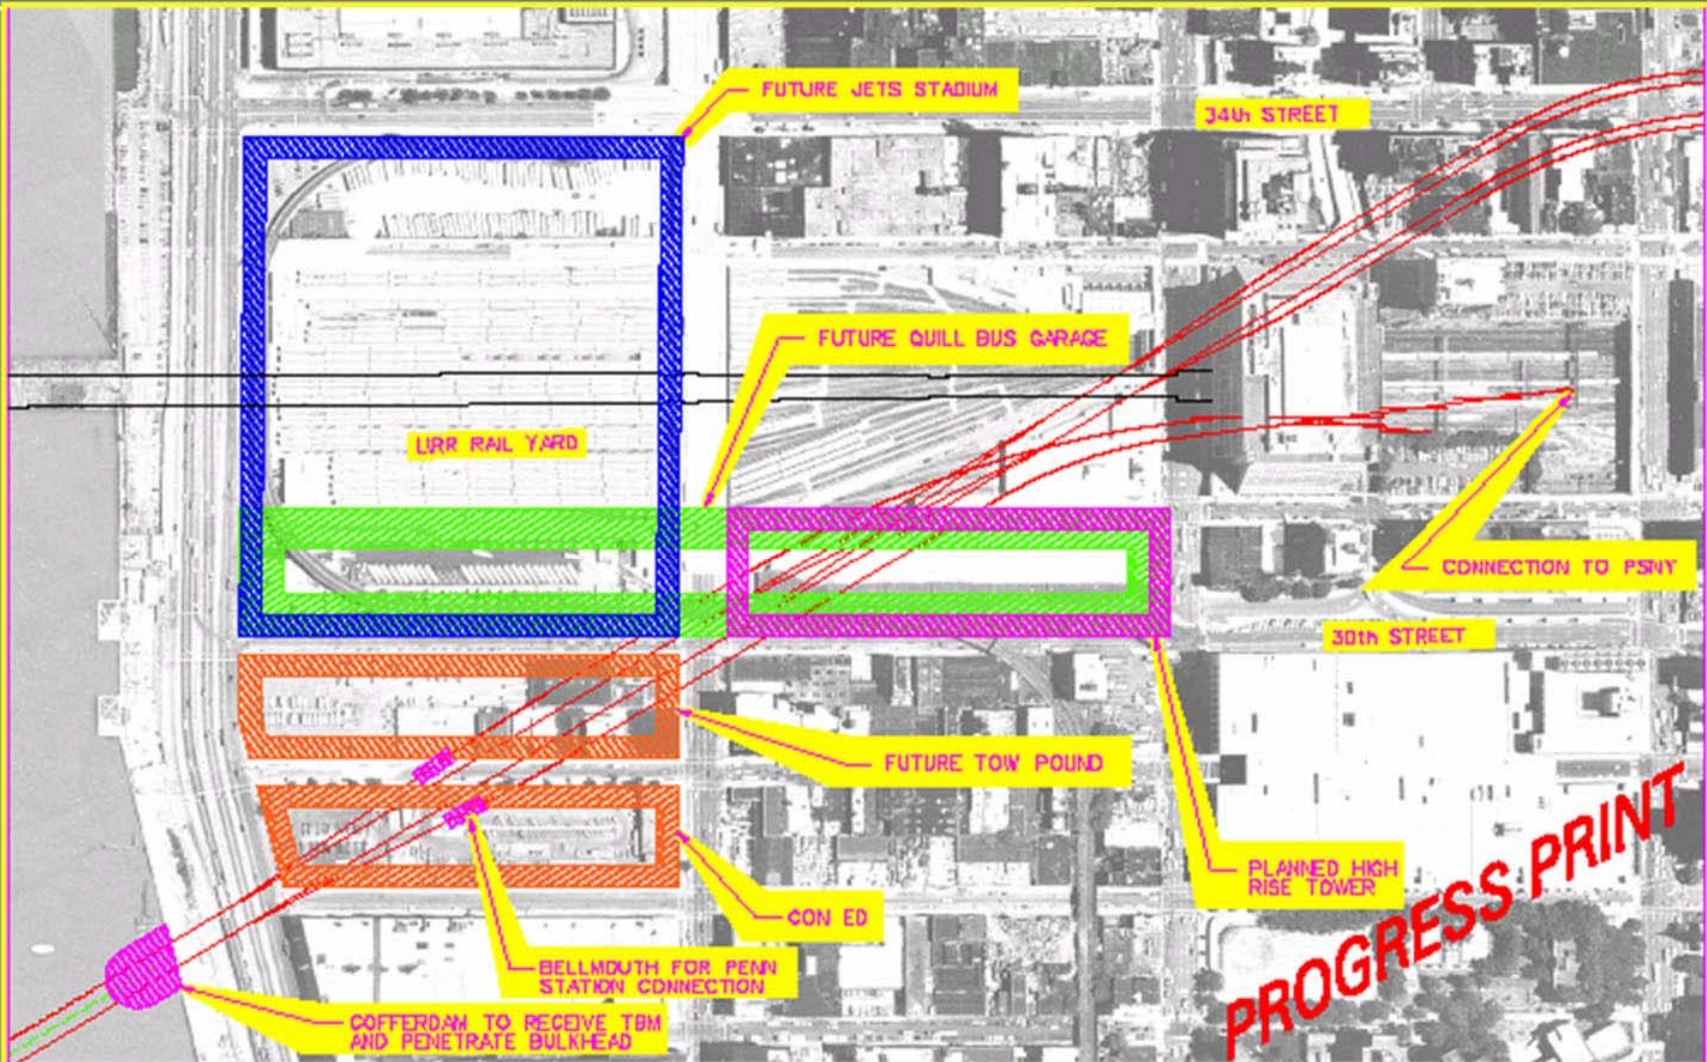 FUTURE JETS STADIUM
34th STREET
FUTURE QUILL BUS GARAGE
LIRR RAIL YARD
CONNECTION TO PSNY
30th STREET
FUTURE TOW POUND
PLANNED HIGH
RISE TOWER
CON ED
BELLMOUTH FOR PENN
STATION CONNECTION
COFFERDAM TO RECEIVE TBM
AND PENETRATE BULKHEAD
PROGRESS PRINT